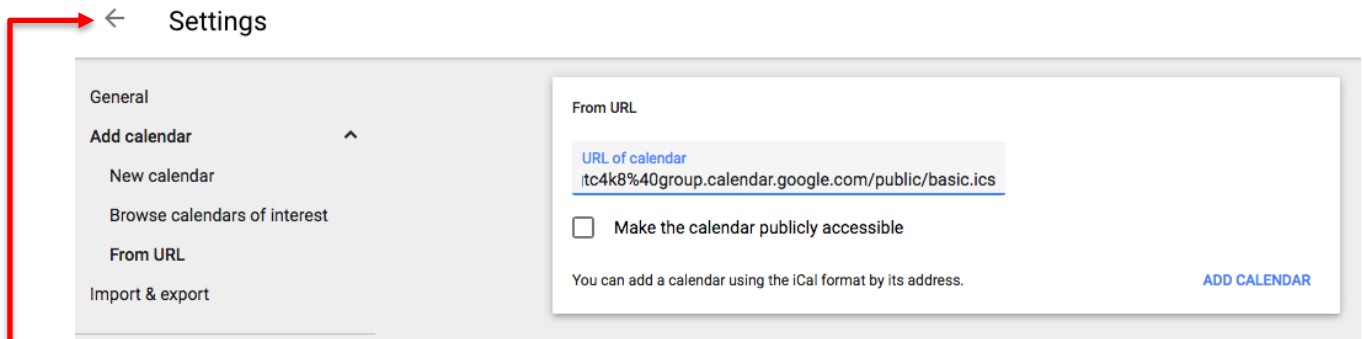 Settings
General
Add calendar
New calendar
Browse calendars of interest
From URL
Import & export
From URL
URL of calendar
tc4k8%40group.calendar.google.com/public/basic.ics
Make the calendar publicly accessible
You can add a calendar using the iCal format by its address.
ADD CALENDAR